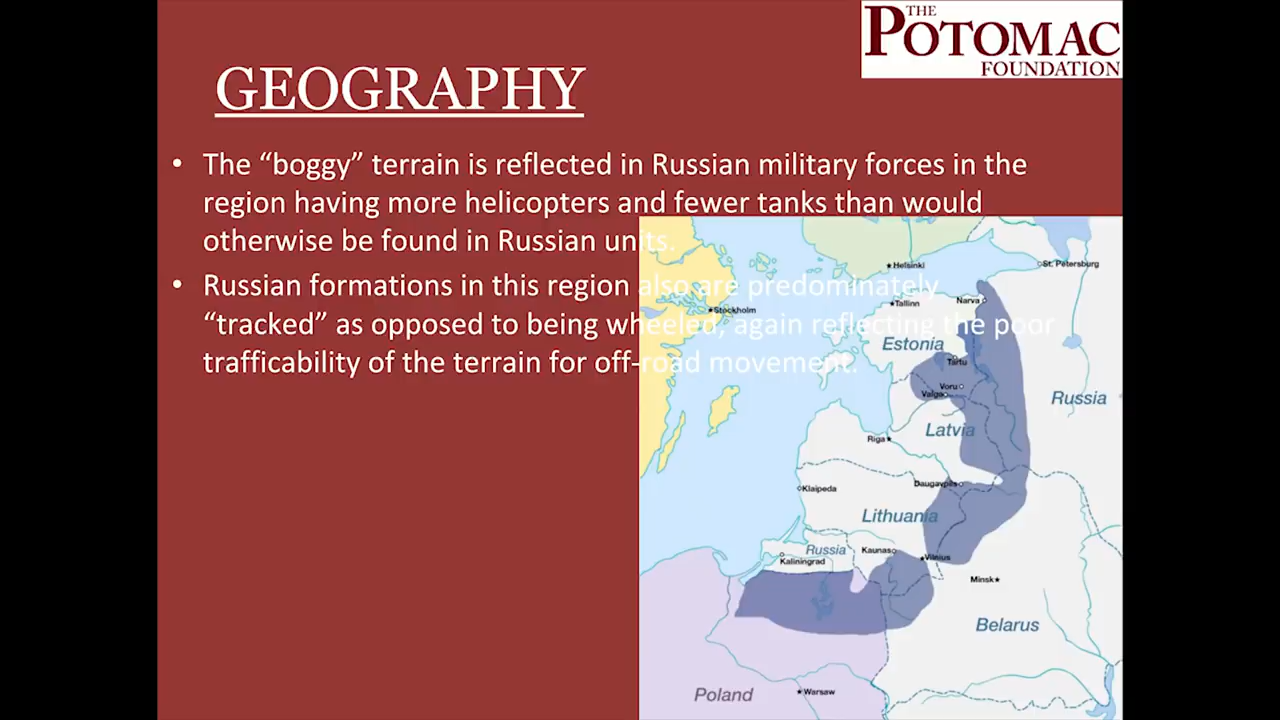 THE
POTOMAC
FOUNDATION
GEOGRAPHY
• The “boggy” terrain is reflected in Russian military forces in the
region having more helicopters and fewer tanks than would
otherwise be found in Russian units.
• Russian formations in this region also are predominately
“tracked” as opposed to being wheeled, again reflecting the poor
trafficability of the terrain for off-road movement.
Helsinki
St. Petersburg
Stockholm
Tallinn
Narva
Estonia
Tartu
Voru
Valga
Russia
Latvia
Riga
Daugavpils
Klaipeda
Lithuania
Russia
Kaunas
Kaliningrad
Vilnius
Minsk
Belarus
Poland
Warsaw